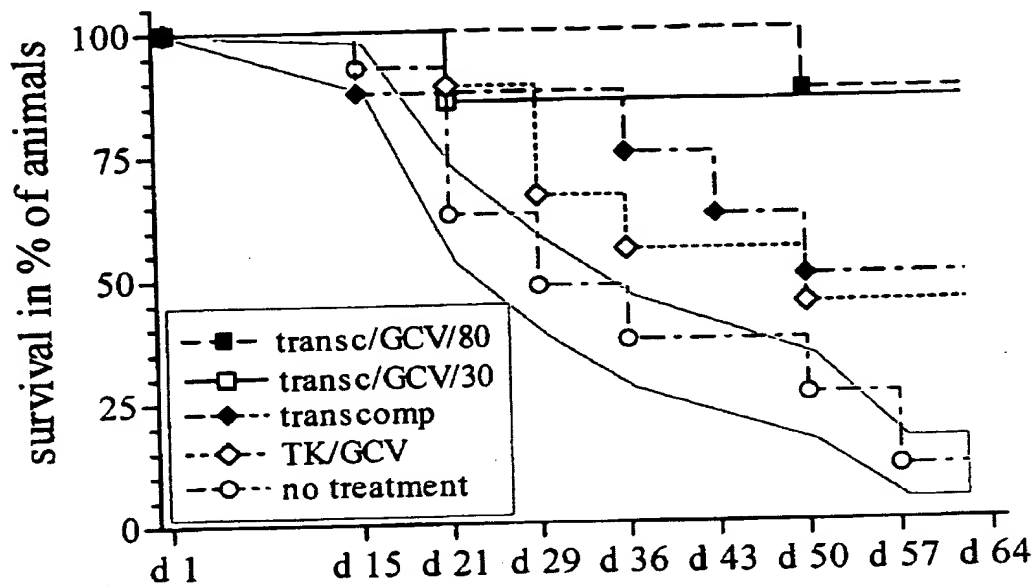 survival in % of animals
100
75
50
25
0
transc/GCV/80
transc/GCV/30
transcomp
TK/GCV
no treatment
d 1 d 15 d 21 d 29 d 36 d 43 d 50 d 57 d 64